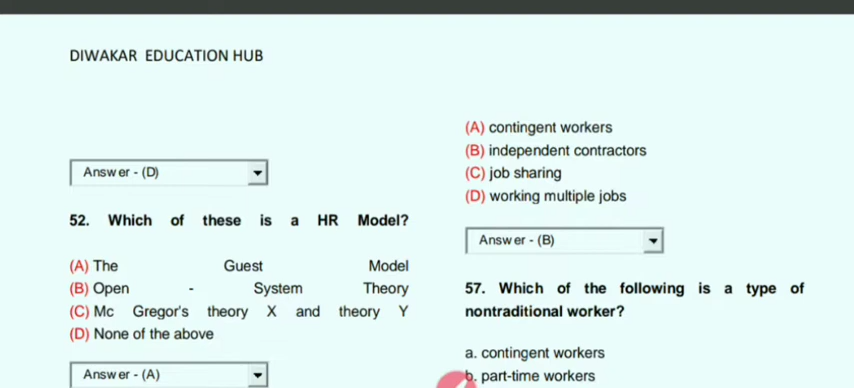 DIWAKAR EDUCATION HUB
Answer - (D)
52. Which of these is a HR Model?
(A) The Guest Model
(B) Open - System Theory
(C) Mc Gregor's theory X and theory Y
(D) None of the above
Answer - (A)
(A) contingent workers
(B) independent contractors
(C) job sharing
(D) working multiple jobs
Answer - (B)
57. Which of the following is a type of
nontraditional worker?
a. contingent workers
b. part-time workers